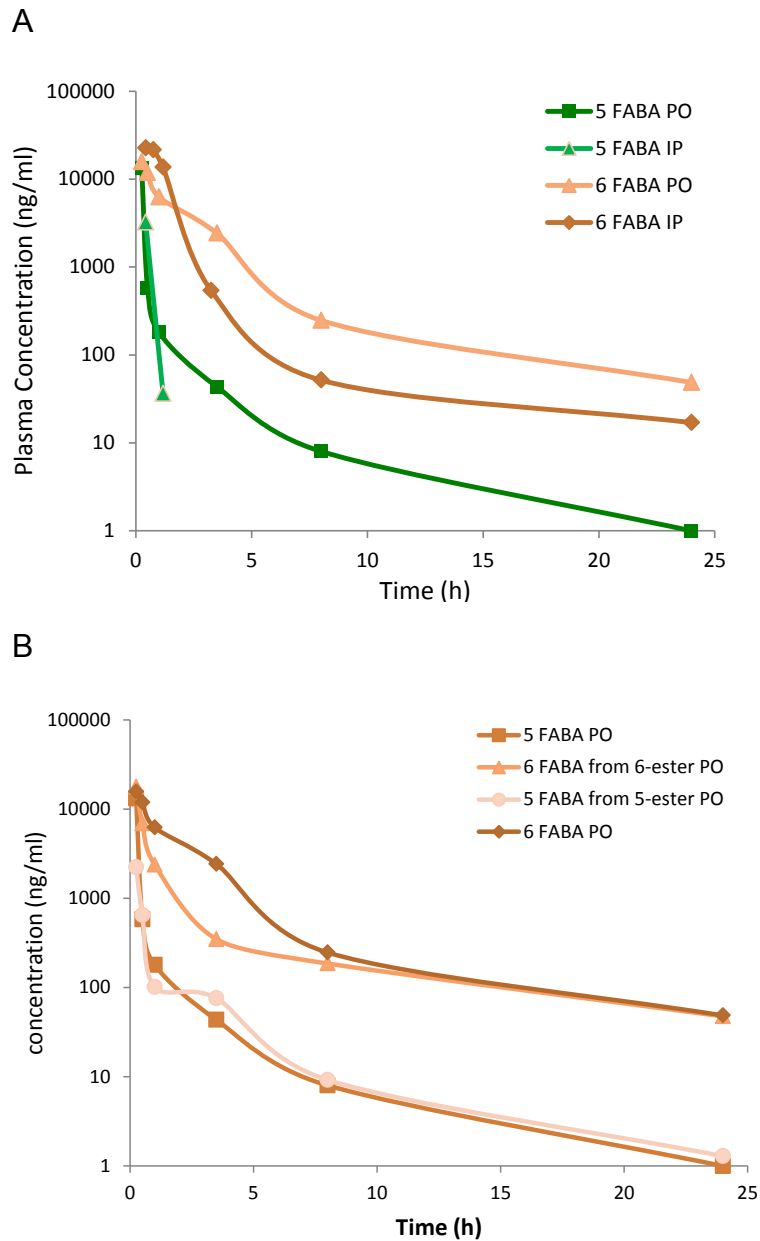 A
100000
10000
1000
100
10
1
Plasma Concentration (ng/ml)
5 FABA PO
5 FABA IP
6 FABA PO
6 FABA IP
0 5 10 15 20 25
Time (h)
B
100000
10000
1000
100
10
1
concentration (ng/ml)
5 FABA PO
6 FABA from 6-ester PO
5 FABA from 5-ester PO
6 FABA PO
0 5 10 15 20 25
Time (h)